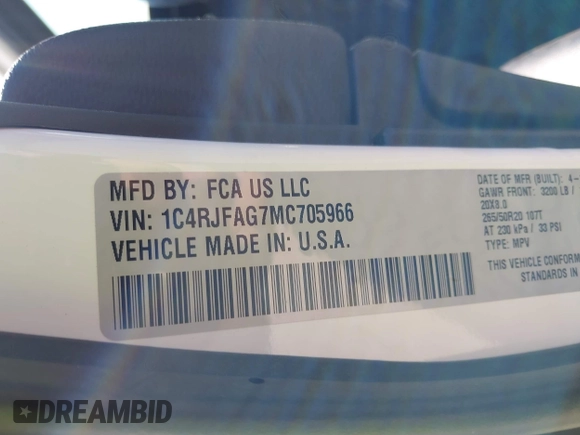 MFD BY: FCA US LLC
VIN: 1C4RJFAG7MC705966
VEHICLE MADE IN: U.S.A.
DATE OF MFR (BUILT): 4-
GAWR FRONT: 3200 LB /
20X8.0
265/50R20 107T
AT 230 kPa / 33 PSI
TYPE: MPV
THIS VEHICLE CONFORM
STANDARDS IN
DREAMBID